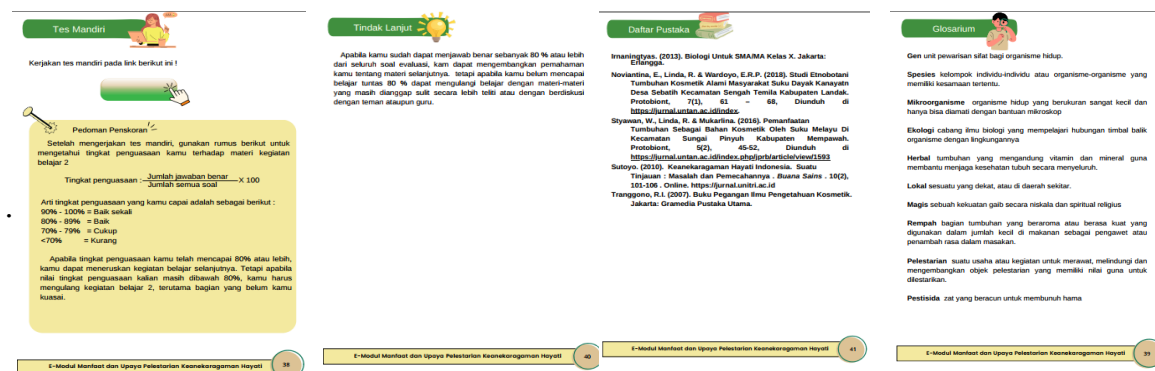 Tes Mandiri
Kerjakan tes mandiri pada link berikut ini !
Pedoman Penskoran
Setelah mengerjakan tes mandiri, gunakan rumus berikut untuk
mengetahui tingkat penguasaan kamu terhadap materi kegiatan
belajar 2
Tingkat penguasaan : Jumlah jawaban benar X 100
Jumlah semua soal
Arti tingkat penguasaan yang kamu capai adalah sebagai berikut :
90% - 100% = Baik sekali
80% - 89% = Baik
70% - 79% = Cukup
<70% = Kurang
Apabila tingkat penguasaan kamu telah mencapai 80% atau lebih,
kamu dapat meneruskan kegiatan belajar selanjutnya. Tetapi apabila
nilai tingkat penguasaan kalian masih dibawah 80%, kamu harus
mengulang kegiatan belajar 2, terutama bagian yang belum kamu
kuasai.
E-Modul Manfaat dan Upaya Pelestarian Keanekaragaman Hayati 38
Tindak Lanjut
Apabila kamu sudah dapat menjawab benar sebanyak 80 % atau lebih
dari seluruh soal evaluasi, kam dapat mengembangkan pemahaman
kamu tentang materi selanjutnya. tetapi apabila kamu belum mencapai
belajar tuntas 80 % dapat mengulangi belajar dengan materi-materi
yang masih dianggap sulit secara lebih teliti atau dengan berdiskusi
dengan teman ataupun guru.
E-Modul Manfaat dan Upaya Pelestarian Keanekaragaman Hayati 40
Daftar Pustaka
Irnaningtyas. (2013). Biologi Untuk SMA/MA Kelas X. Jakarta:
Erlangga.
Noviantina, E., Linda, R. & Wardoyo, E.R.P. (2018). Studi Etnobotani
Tumbuhan Kosmetik Alami Masyarakat Suku Dayak Kanayatn
Desa Sebatih Kecamatan Sengah Temila Kabupaten Landak.
Protobiont, 7(1), 61 – 68, Diunduh di
https://jurnal.untan.ac.id/index.
Styawan, W., Linda, R. & Mukarlina. (2016). Pemanfaatan
Tumbuhan Sebagai Bahan Kosmetik Oleh Suku Melayu Di
Kecamatan Sungai Pinyuh Kabupaten Mempawah.
Protobiont, 5(2), 45-52, Diunduh di
https://jurnal.untan.ac.id/index.php/jprb/article/view/1593
Sutoyo. (2010). Keanekaragaman Hayati Indonesia. Suatu
Tinjauan : Masalah dan Pemecahannya . Buana Sains . 10(2),
101-106 . Online. https://jurnal.unitri.ac.id
Tranggono, R.I. (2007). Buku Pegangan Ilmu Pengetahuan Kosmetik.
Jakarta: Gramedia Pustaka Utama.
E-Modul Manfaat dan Upaya Pelestarian Keanekaragaman Hayati 41
Glosarium
Gen unit pewarisan sifat bagi organisme hidup.
Spesies kelompok individu-individu atau organisme-organisme yang
memiliki kesamaan tertentu.
Mikroorganisme organisme hidup yang berukuran sangat kecil dan
hanya bisa diamati dengan bantuan mikroskop
Ekologi cabang ilmu biologi yang mempelajari hubungan timbal balik
organisme dengan lingkungannya
Herbal tumbuhan yang mengandung vitamin dan mineral guna
membantu menjaga kesehatan tubuh secara menyeluruh.
Lokal sesuatu yang dekat, atau di daerah sekitar.
Magis sebuah kekuatan gaib secara niskala dan spiritual religius
Rempah bagian tumbuhan yang beraroma atau berasa kuat yang
digunakan dalam jumlah kecil di makanan sebagai pengawet atau
penambah rasa dalam masakan.
Pelestarian suatu usaha atau kegiatan untuk merawat, melindungi dan
mengembangkan objek pelestarian yang memiliki nilai guna untuk
dilestarikan.
Pestisida zat yang beracun untuk membunuh hama
E-Modul Manfaat dan Upaya Pelestarian Keanekaragaman Hayati 39